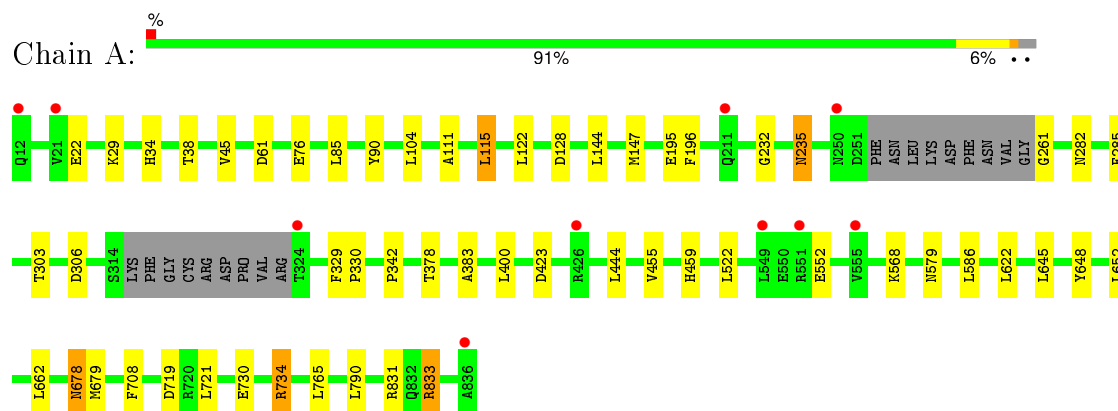 %
Chain A:
91% 6% • •
Q12 V21 E22 K29 H34 T38 V45 D61 E76 L85 Y90 L104 A111 L115 L122 D128 L144 M147 E195 F196 Q211 G232 N235 N250 D251 PHE ASN LEU LYS ASP PHE ASN VAL GLY G261 N282
T303 D306 S314 LYS PHE GLY CYS ARG ASP PRO VAL ARG T324 F329 P330 P342 T378 A383 L400 D423 R426 L444 V455 H459 L522 L549 E550 R551 E552 V555 K568 N579 L586 L622 L645 Y648
L662 N678 M679 F708 D719 R720 L721 E730 R734 L765 L790 R831 Q832 R833 A836